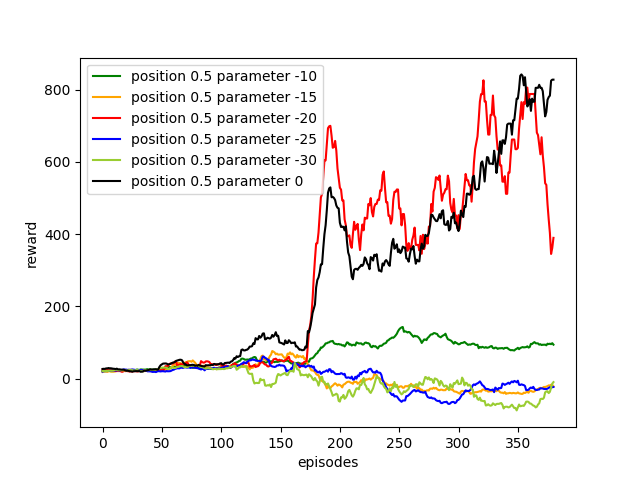 position 0.5 parameter -10
position 0.5 parameter -15
position 0.5 parameter -20
position 0.5 parameter -25
position 0.5 parameter -30
position 0.5 parameter 0
800
600
400
200
0
reward
0 50 100 150 200 250 300 350
episodes